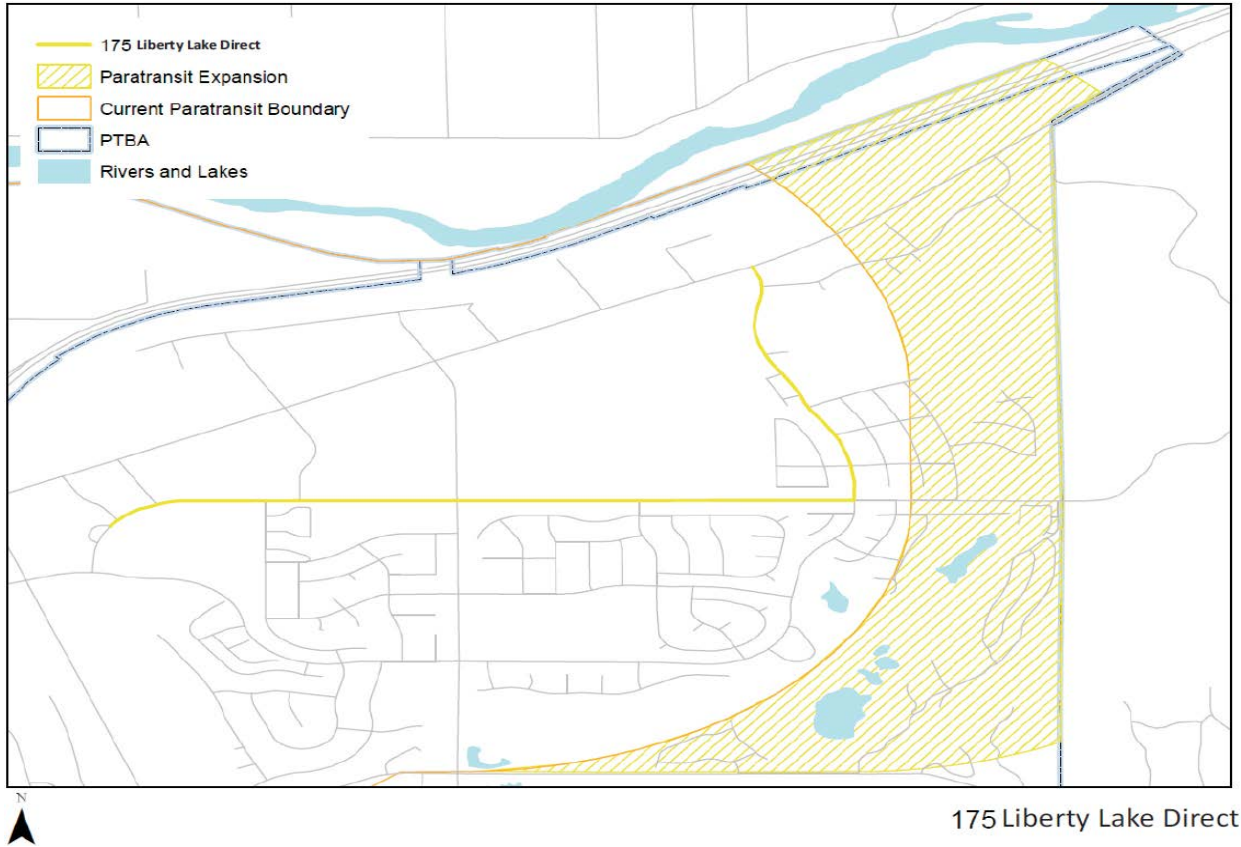 175 Liberty Lake Direct
Paratransit Expansion
Current Paratransit Boundary
PTBA
Rivers and Lakes
N
175 Liberty Lake Direct